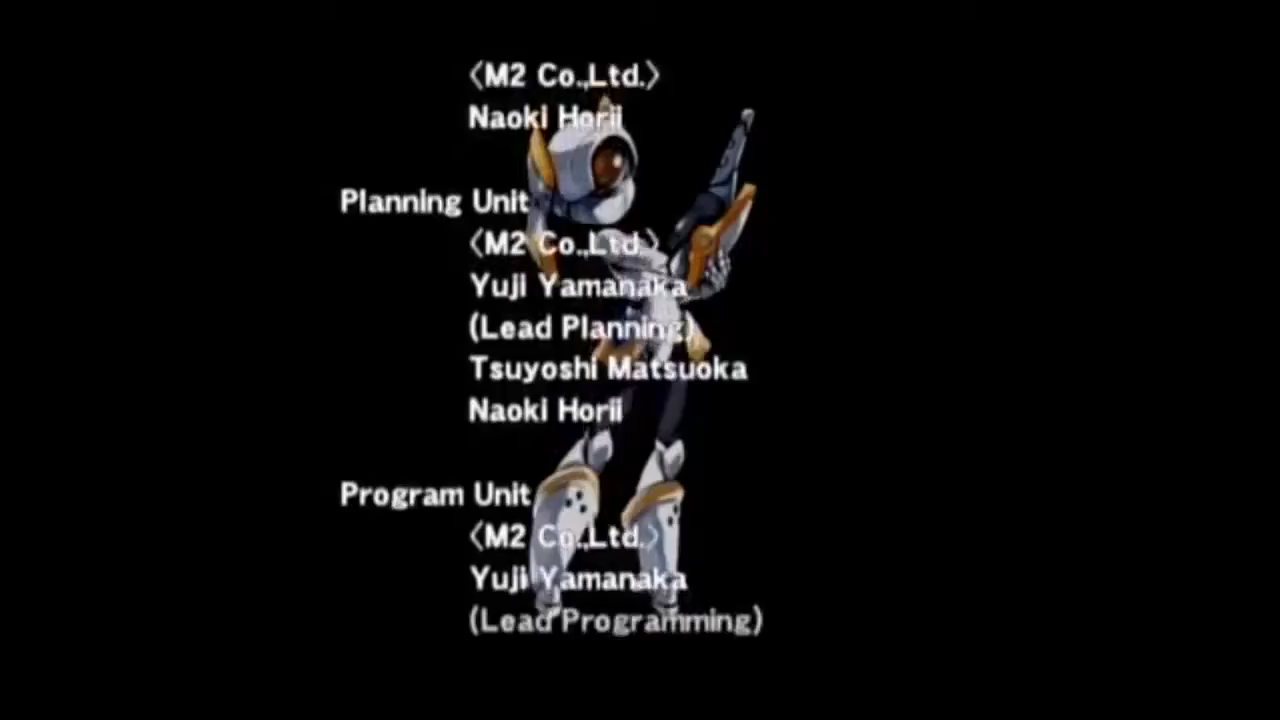 〈M2 Co.,Ltd.〉
Naoki Horii
Planning Unit
〈M2 Co.,Ltd.〉
Yuji Yamanaka
(Lead Planning)
Tsuyoshi Matsuoka
Naoki Horii
Program Unit
〈M2 Co.,Ltd.〉
Yuji Yamanaka
(Lead Programming)